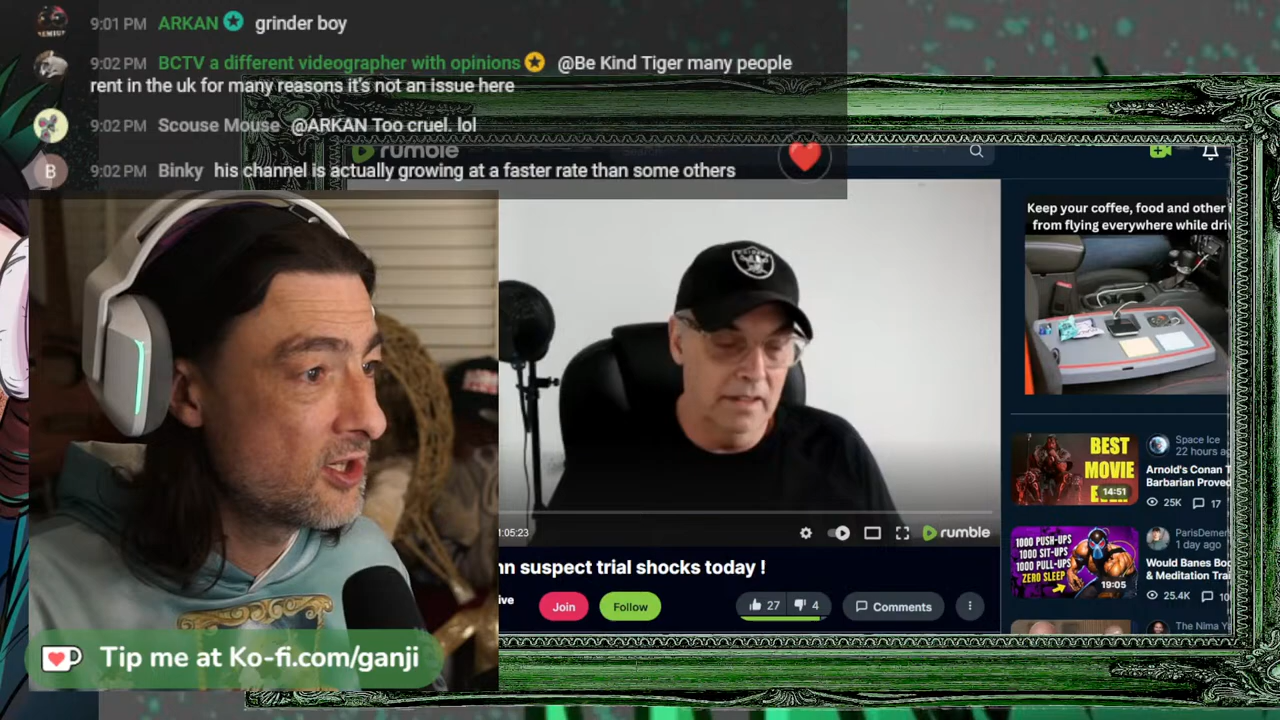 9:01 PM ARKAN grinder boy
9:02 PM BCTV a different videographer with opinions @Be Kind Tiger many people
rent in the uk for many reasons it's not an issue here
9:02 PM Scouse Mouse @ARKAN Too cruel. lol
B 9:02 PM Binky his channel is actually growing at a faster rate than some others
rumble
Keep your coffee, food and other
from flying everywhere while
RAIDERS
1:05:23
rumble
nn suspect trial shocks today !
ive
Join
Follow
27
4
Comments
BEST
MOVIE
14:51
Space Ice
22 hours
Arnold's Conan
Barbarian Proved
25K
17
1000 PUSH-UPS
1000 SIT-UPS
1000 PULL-UPS
ZERO SLEEP
19:05
1 day ago
Would Banes
& Meditation
25.4K
10
The Nima
Tip me at Ko-fi.com/ganji